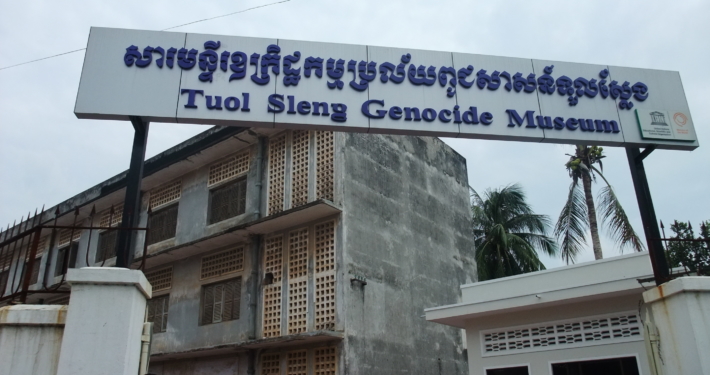 សារមន្ទីរឧក្រិដ្ឋកម្មប្រល័យពូជសាសន៍ទួលស្លែង
Tuol Sleng Genocide Museum